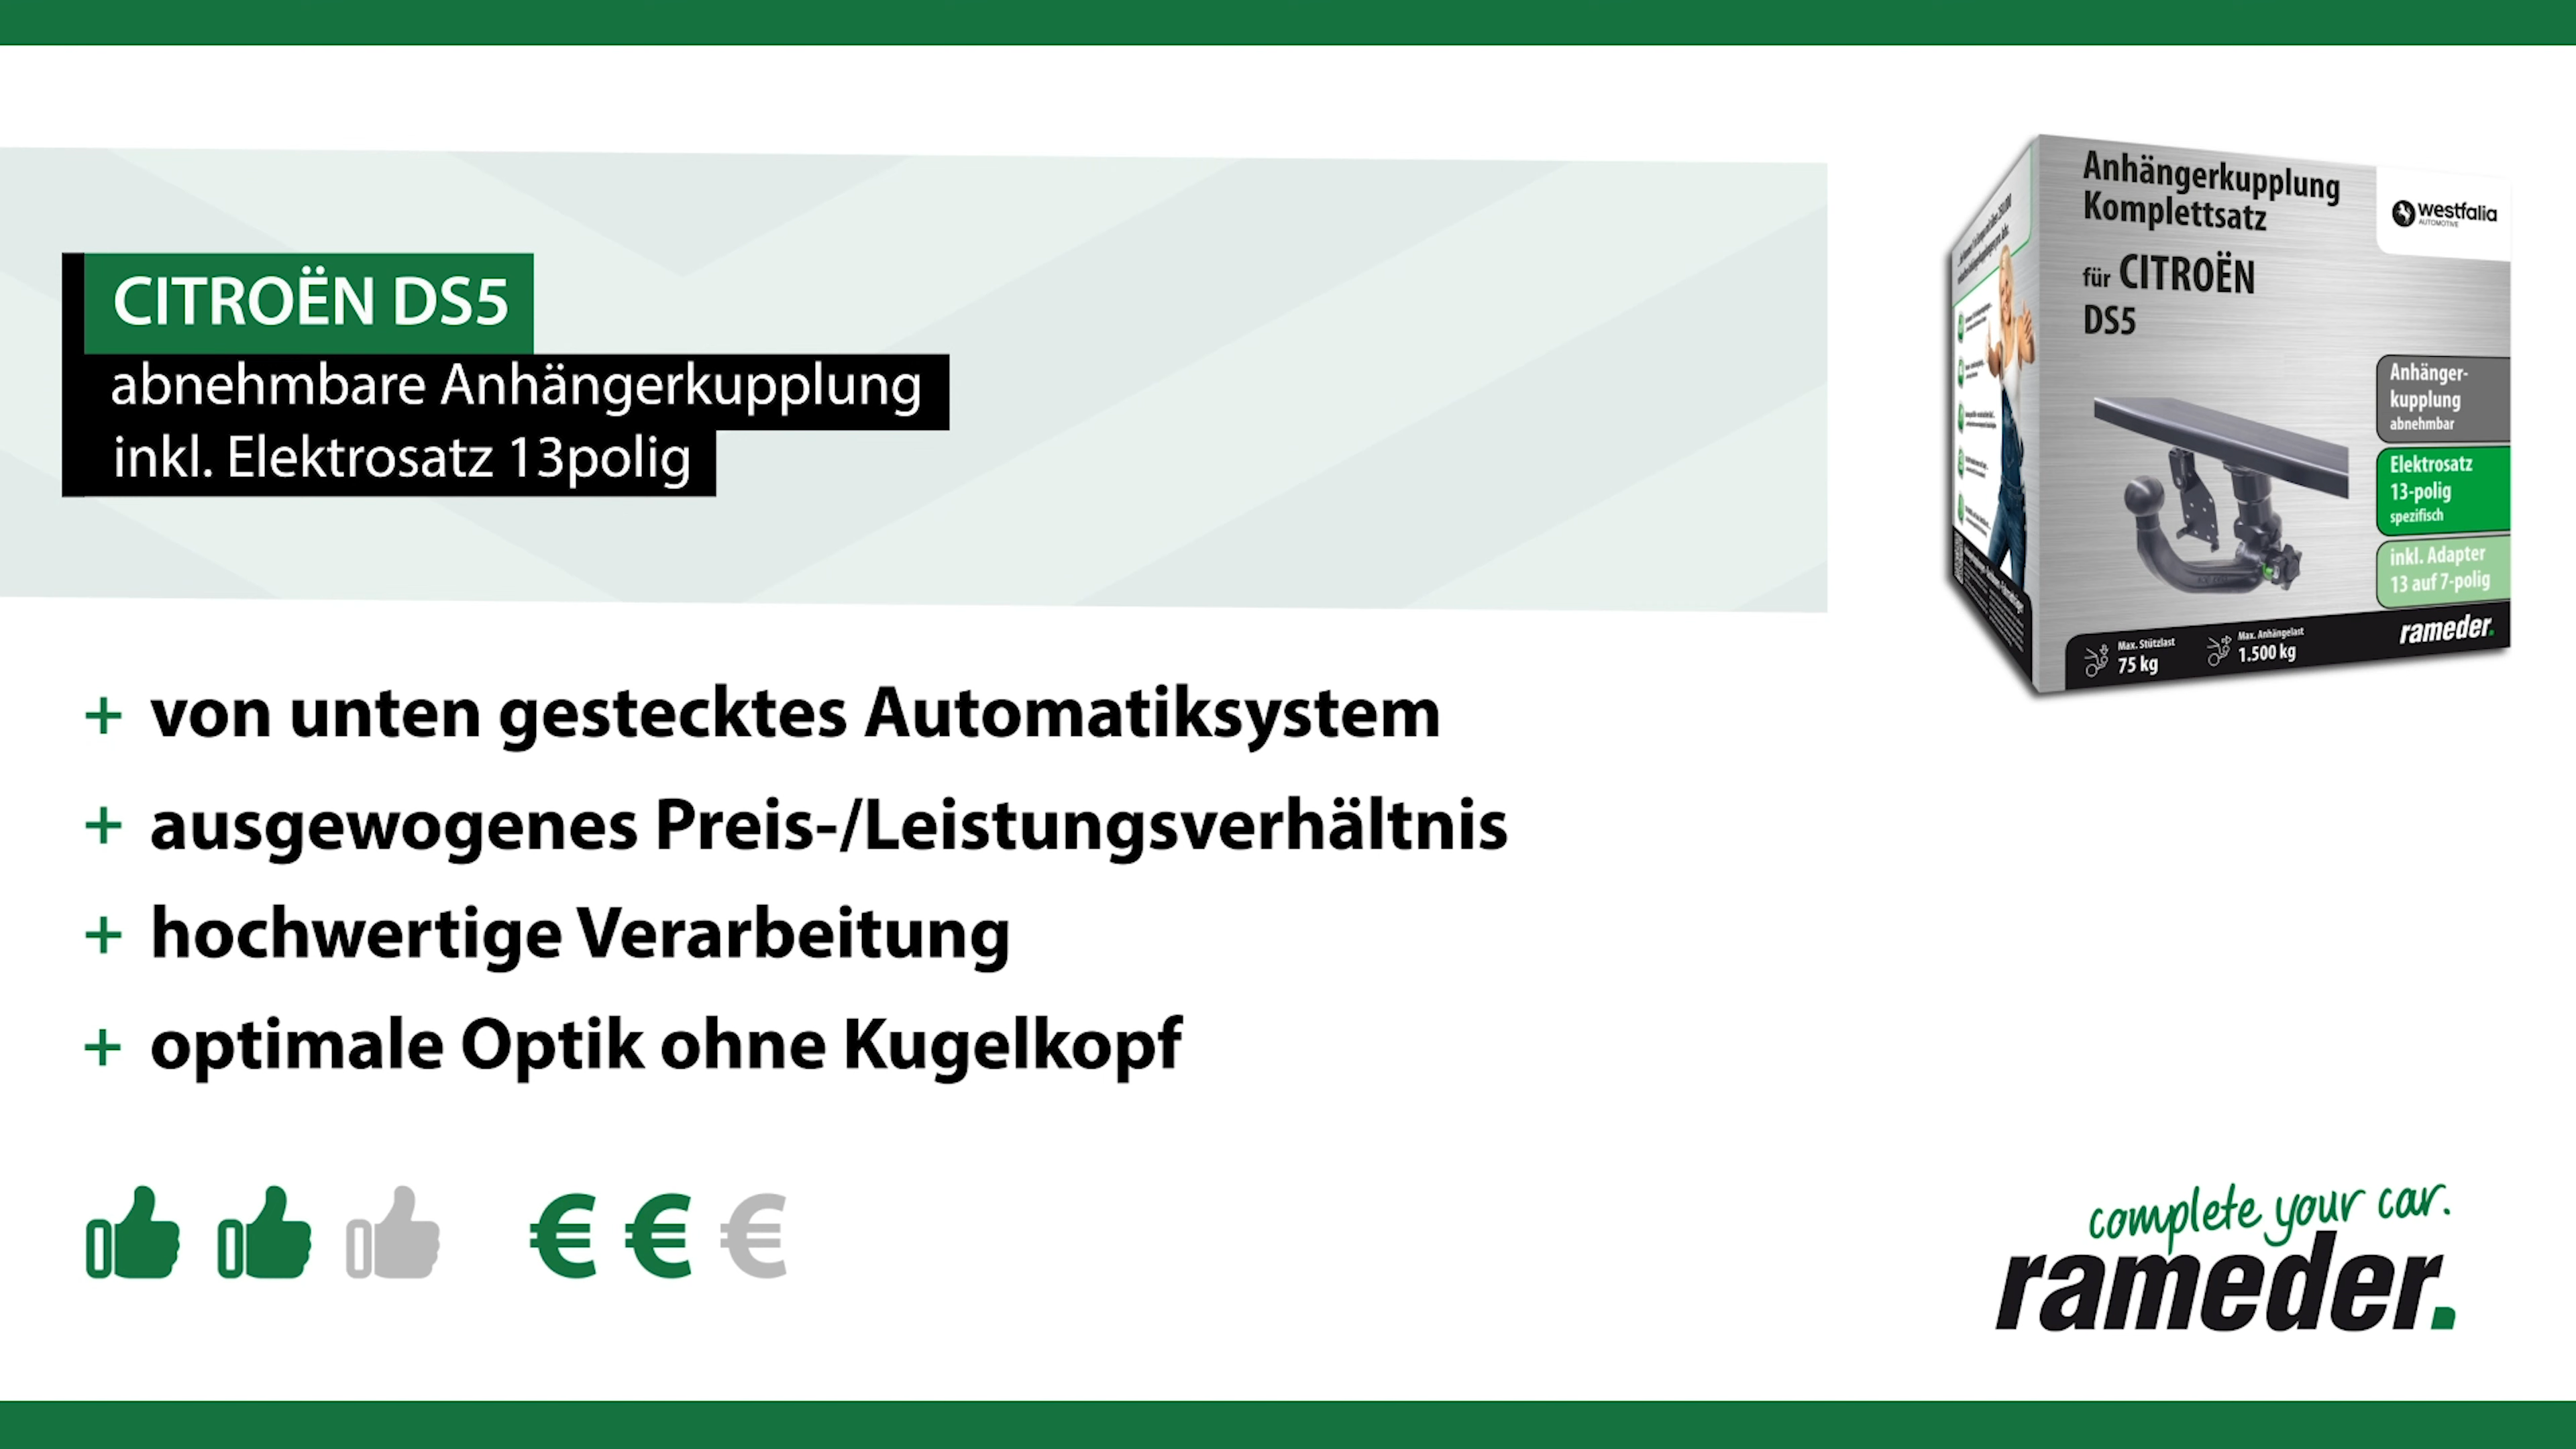 CITROËN DS5
abnehmbare Anhängerkupplung
inkl. Elektrosatz 13polig
Anhängerkupplung
Komplettsatz
westfalia
AUTOMOTIVE
für CITROËN
DS5
Anhänger-
kupplung
abnehmbar
Elektrosatz
13-polig
spezifisch
inkl. Adapter
13 auf 7-polig
Max. Stützlast
75 kg
Max. Anhängelast
1.500 kg
rameder.
+ von unten gestecktes Automatiksystem
+ ausgewogenes Preis-/Leistungsverhältnis
+ hochwertige Verarbeitung
+ optimale Optik ohne Kugelkopf
€ € €
complete your car.
rameder.